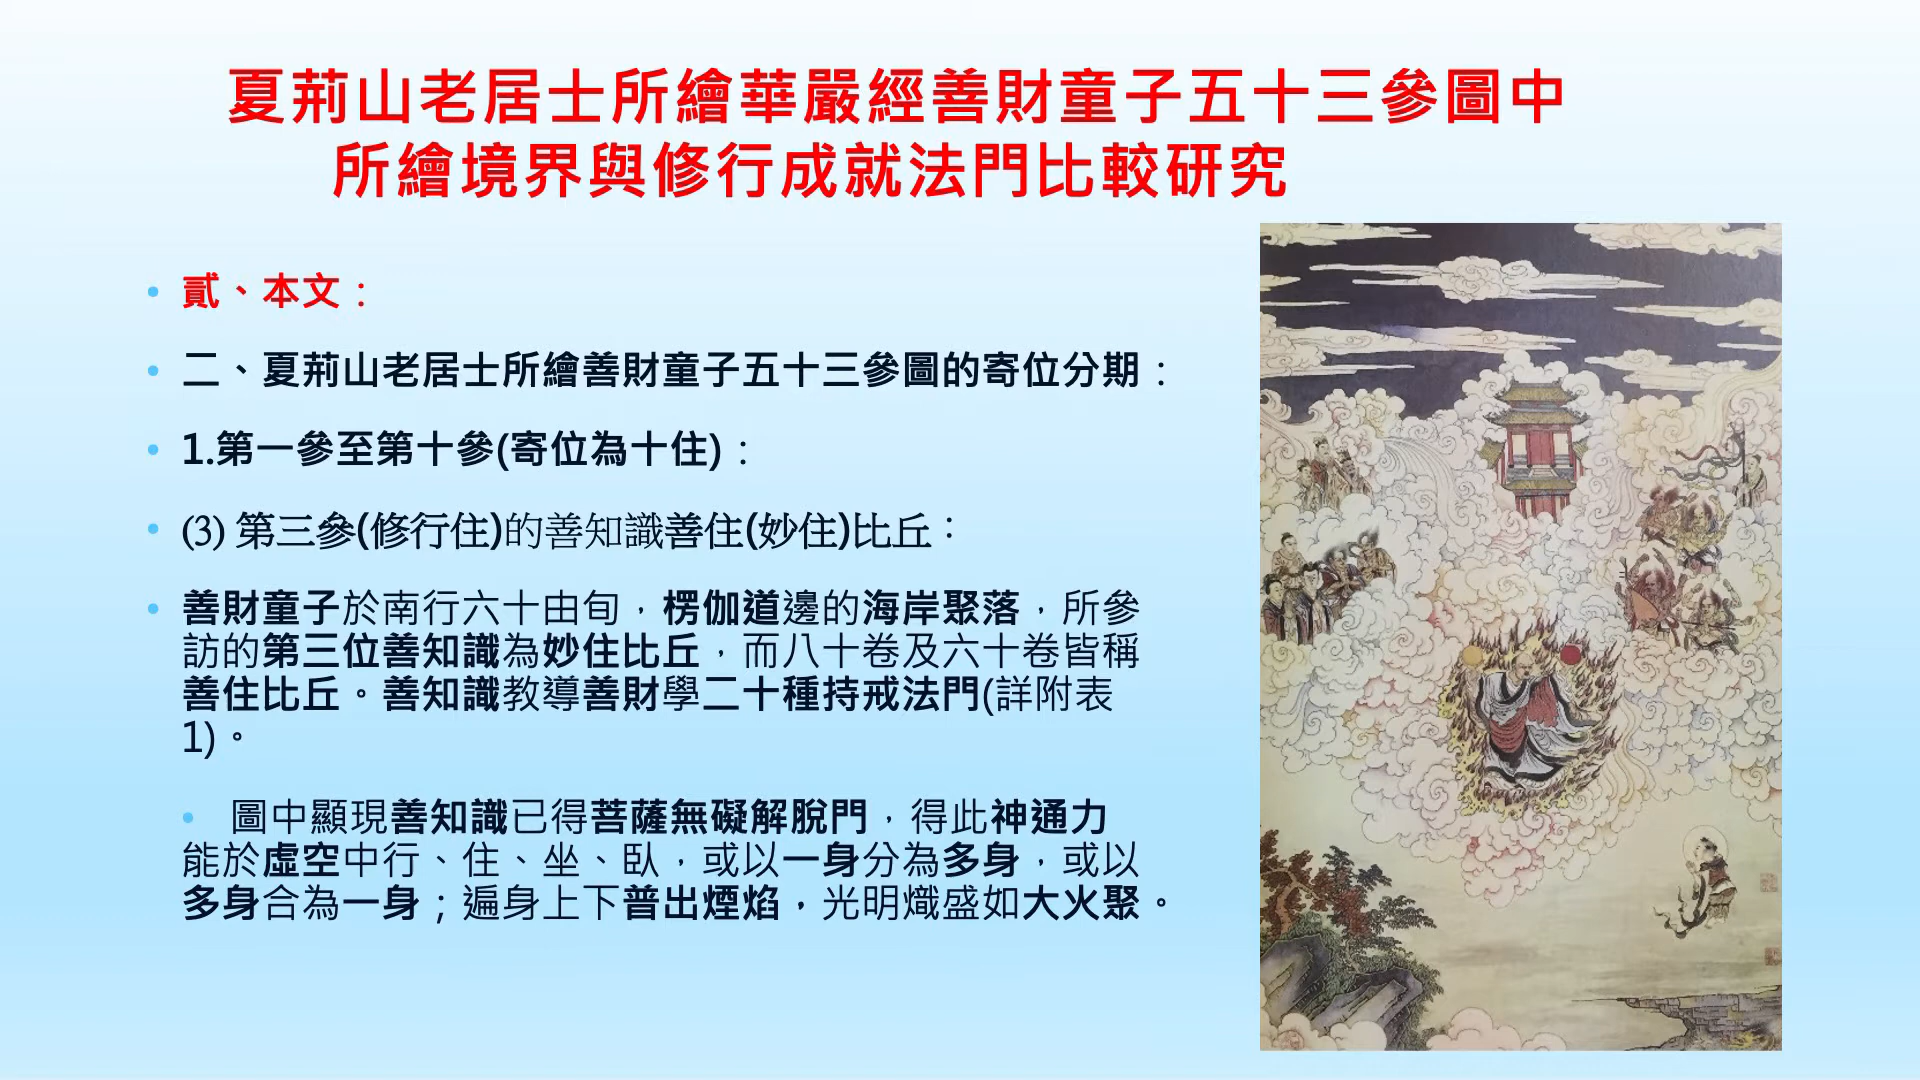 夏荊山老居士所繪華嚴經善財童子五十三參圖中
所繪境界與修行成就法門比較研究
• 貳、本文：
• 二、夏荊山老居士所繪善財童子五十三參圖的寄位分期：
• 1.第一參至第十參(寄位為十住)：
• (3) 第三參(修行住)的善知識善住(妙住)比丘：
• 善財童子於南行六十由旬，楞伽道邊的海岸聚落，所參
訪的第三位善知識為妙住比丘，而八十卷及六十卷皆稱
善住比丘。善知識教導善財學二十種持戒法門(詳附表
1)。
• 圖中顯現善知識已得菩薩無礙解脫門，得此神通力
能於虛空中行、住、坐、臥，或以一身分為多身，或以
多身合為一身；遍身上下普出煙焰，光明熾盛如大火聚。